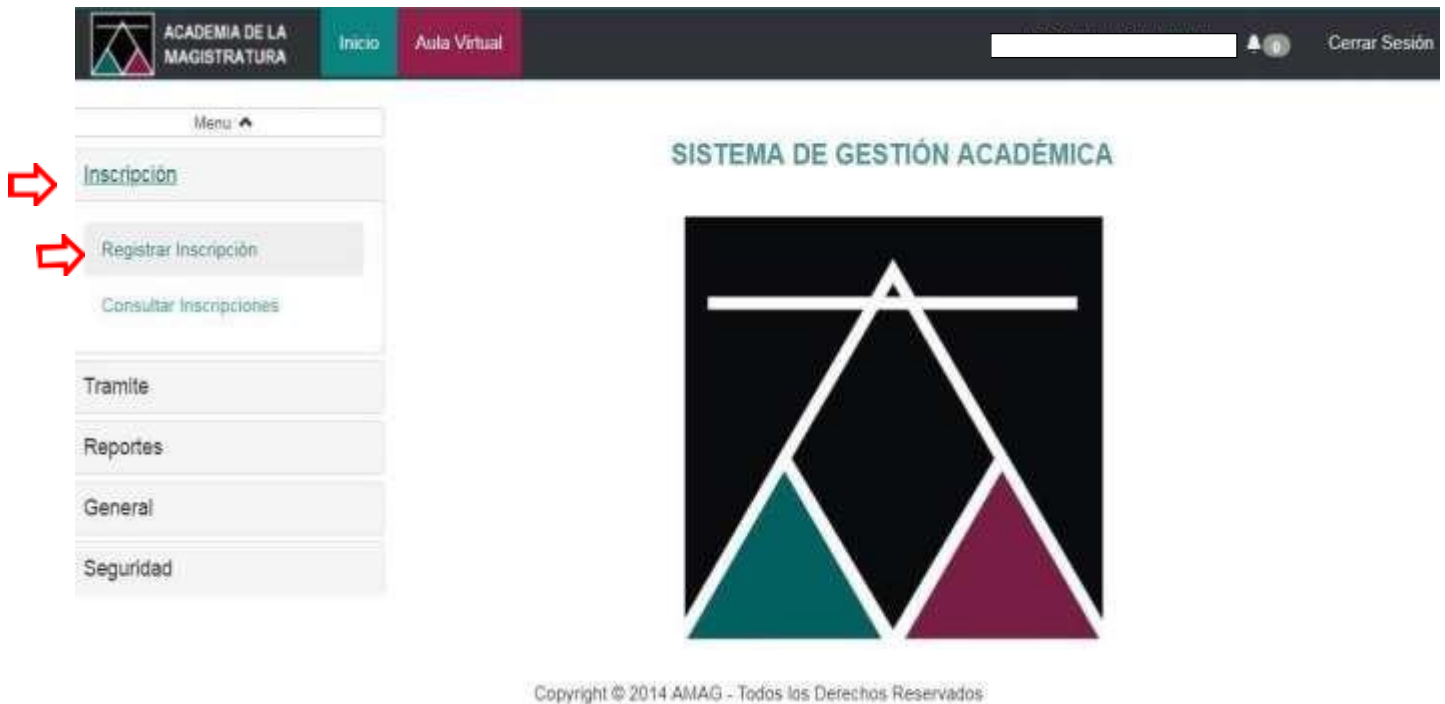 ACADEMIA DE LA
MAGISTRATURA
Inicio
Aula Virtual
0
Cerrar Sesión
Menu
Inscripción
Registrar Inscripción
Consultar Inscripciones
Tramite
Reportes
General
Seguridad
SISTEMA DE GESTIÓN ACADÉMICA
Copyright © 2014 AMAG - Todos los Derechos Reservados